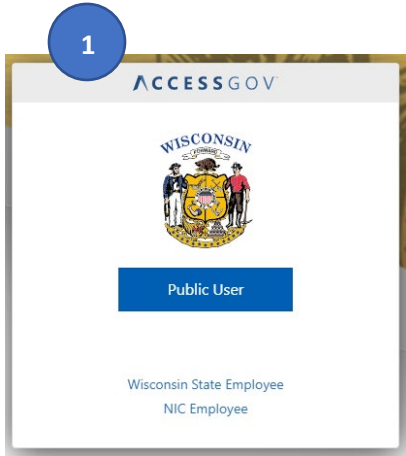 1
ACCESSGOV
WISCONSIN
FORWARD
Public User
Wisconsin State Employee
NIC Employee